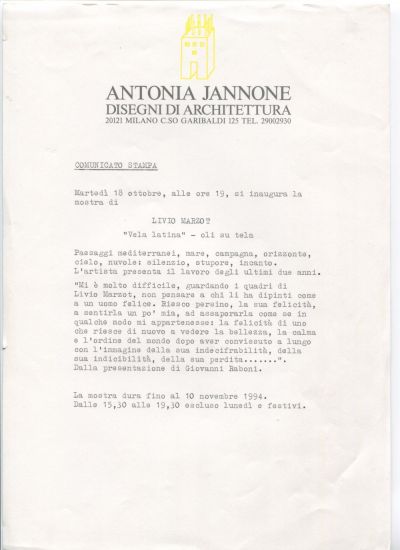 ANTONIA JANNONE
DISEGNI DI ARCHITETTURA
20121 MILANO C.SO GARIBALDI 125 TEL. 29002930
COMUNICATO STAMPA
Martedì 18 ottobre, alle ore 19, si inaugura la
mostra di
LIVIO MARZOT
"Vela latina" - oli su tela
Paesaggi mediterranei, mare, campagna, orizzonte,
cielo, nuvole: silenzio, stupore, incanto.
L'artista presenta il lavoro degli ultimi due anni.
"Mi è molto difficile, guardando i quadri di
Livio Marzot, non pensare a chi li ha dipinti come
a un uomo felice. Riesco persino, la sua felicità,
a sentirla un po' mia, ad assaporarla come se in
qualche modo mi appartenesse: la felicità di uno
che riesce di nuovo a vedere la bellezza, la calma
e l'ordine del mondo dopo aver convissuto a lungo
con l'immagine della sua indecifrabilità, della
sua indicibilità, della sua perdita.......".
Dalla presentazione di Giovanni Raboni.
La mostra dura fino al 10 novembre 1994.
Dalle 15,30 alle 19,30 escluso lunedì e festivi.